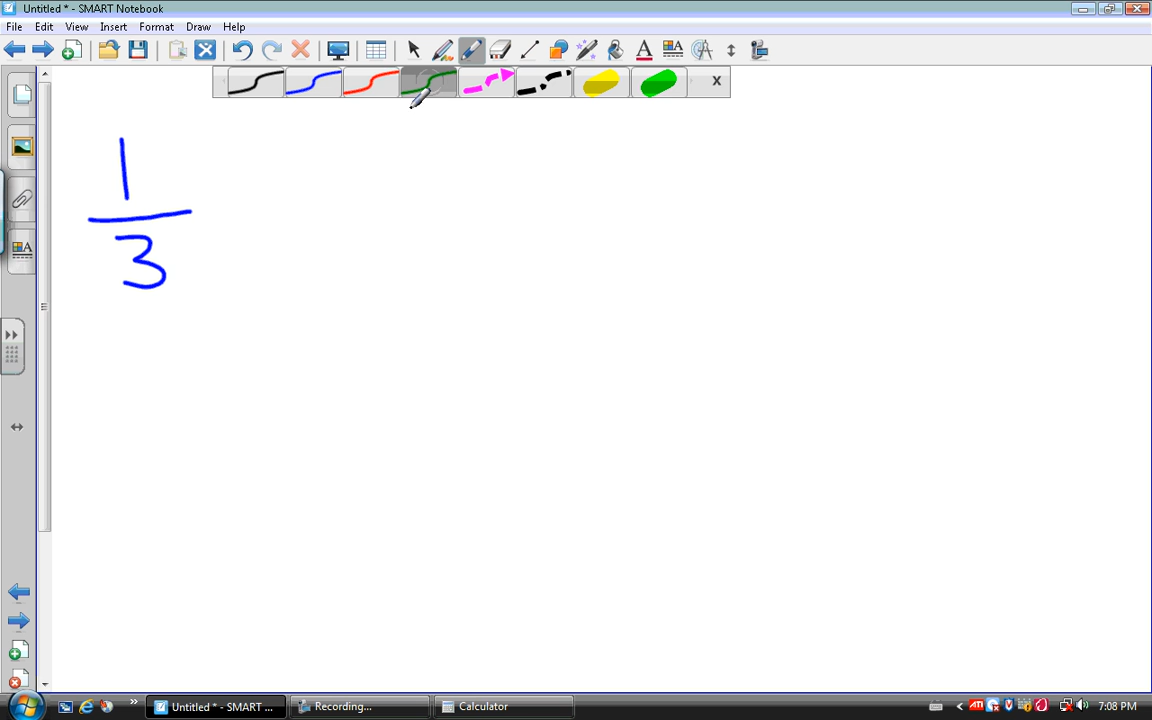 Untitled * - SMART Notebook
File Edit View Insert Format Draw Help
A
A
x
1
3
Untitled * - SMART ...
Recording...
Calculator
7:08 PM